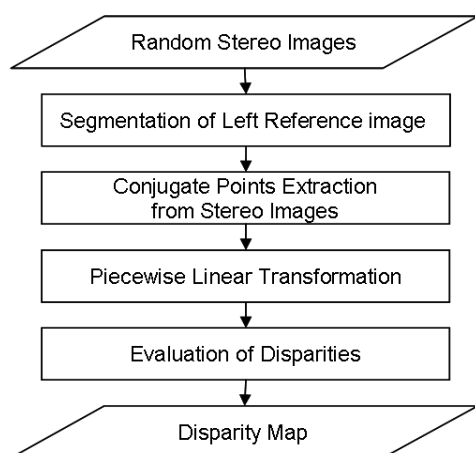 Random Stereo Images
Segmentation of Left Reference image
Conjugate Points Extraction
from Stereo Images
Piecewise Linear Transformation
Evaluation of Disparities
Disparity Map